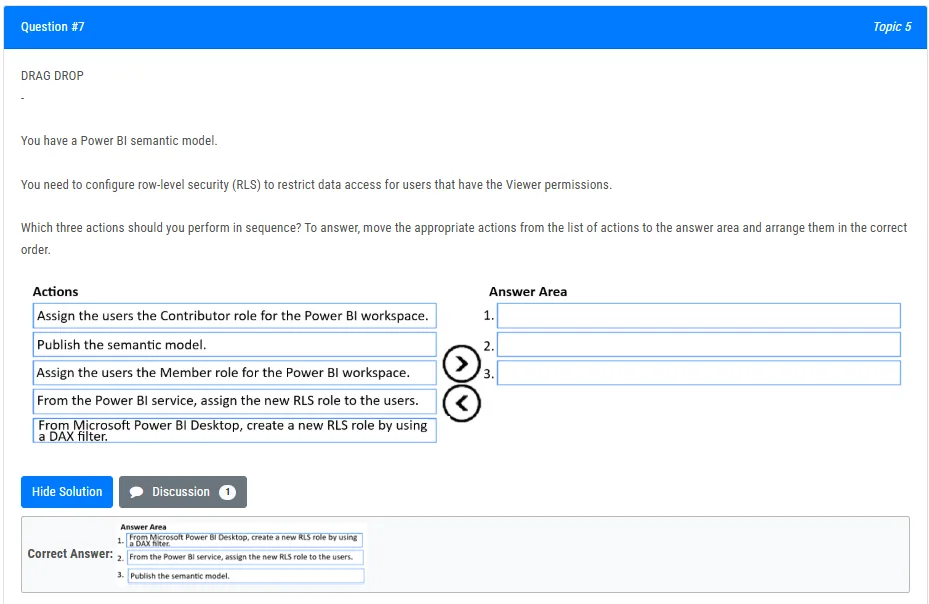 Question #7
Topic 5
DRAG DROP
-
You have a Power BI semantic model.
You need to configure row-level security (RLS) to restrict data access for users that have the Viewer permissions.
Which three actions should you perform in sequence? To answer, move the appropriate actions from the list of actions to the answer area and arrange them in the correct
order.
Actions
Assign the users the Contributor role for the Power BI workspace.
Publish the semantic model.
Assign the users the Member role for the Power BI workspace.
From the Power BI service, assign the new RLS role to the users.
From Microsoft Power BI Desktop, create a new RLS role by using
a DAX filter.
Answer Area
1.
2.
3.
Hide Solution
Discussion 1
Correct Answer:
Answer Area
1. From Microsoft Power BI Desktop, create a new RLS role by using
a DAX filter.
2. From the Power BI service, assign the new RLS role to the users.
3. Publish the semantic model.